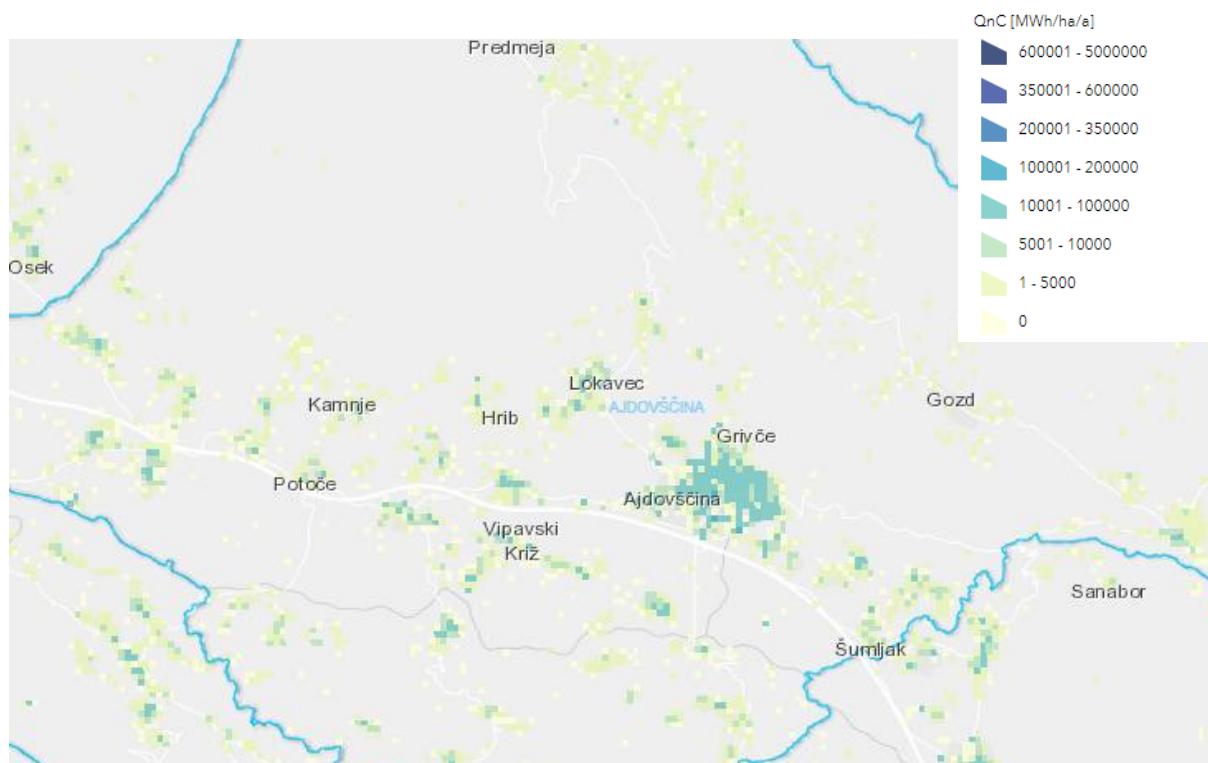 QnC [MWh/ha/a]
600001 - 5000000
350001 - 600000
200001 - 350000
100001 - 200000
10001 - 100000
5001 - 10000
1 - 5000
0
Predmeja
Osek
Lokavec
AJDOVŠČINA
Kamnje
Hrib
Gozd
Grivče
Potoče
Ajdovščina
Vipavski
Križ
Sanabor
Šumljak